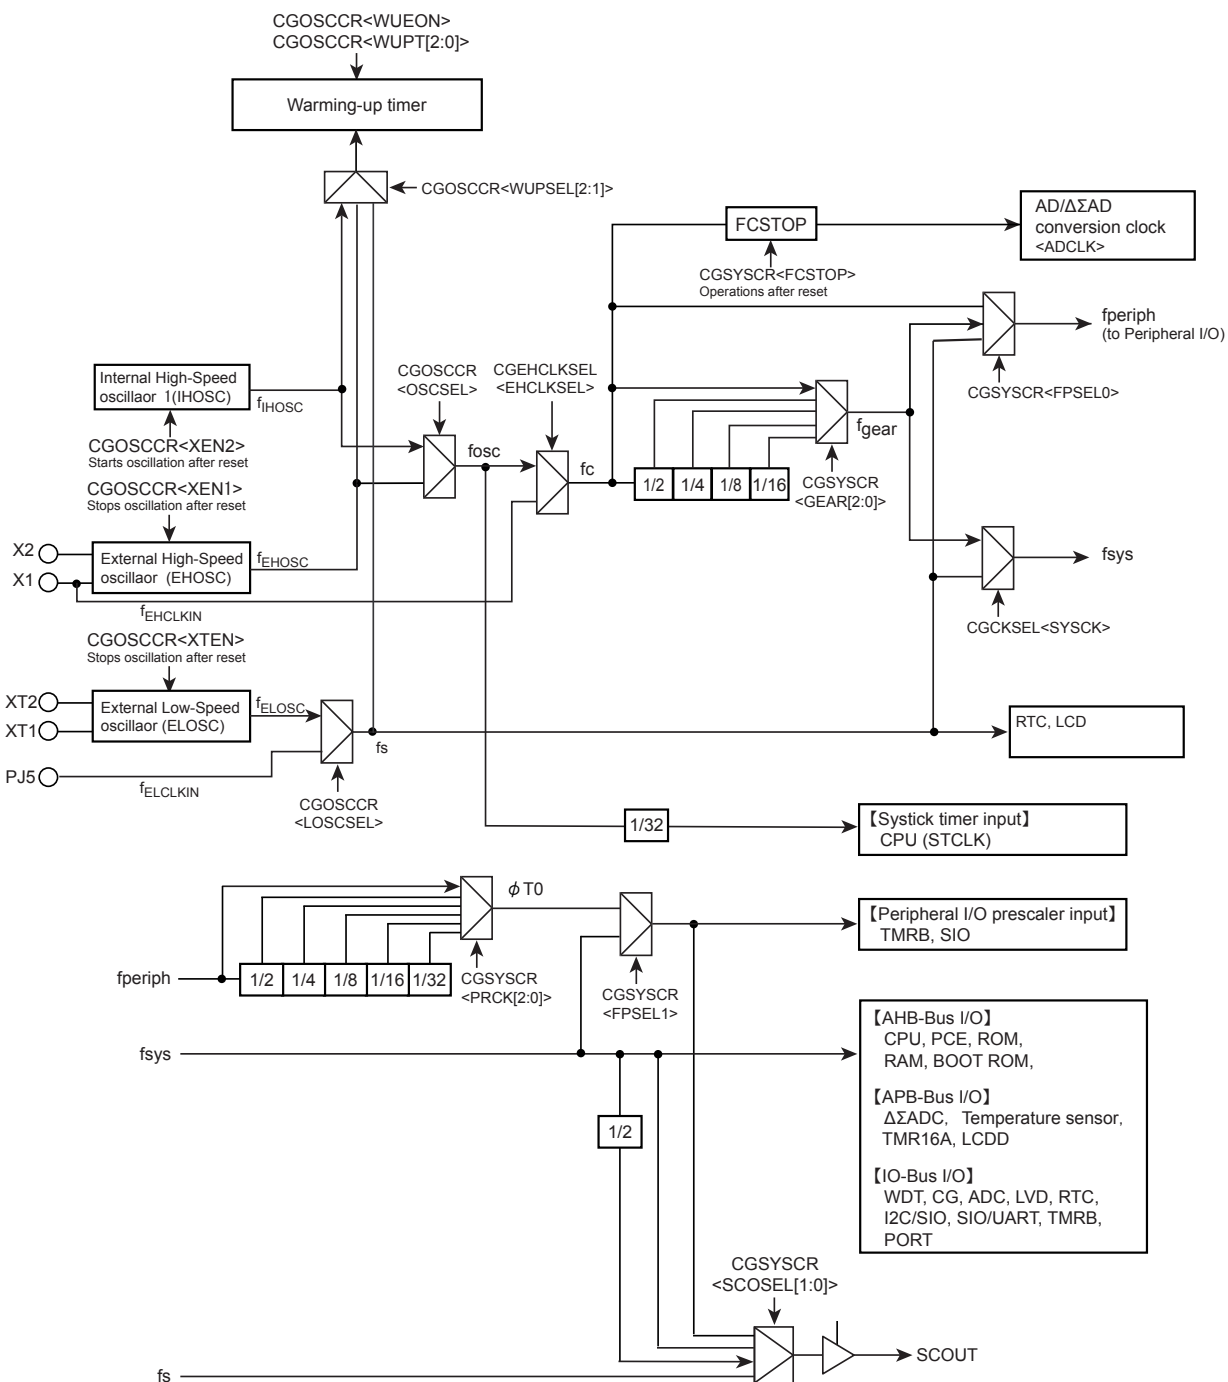 CGOSCCR<WUEON>
CGOSCCR<WUPT[2:0]>
Warming-up timer
CGOSCCR<WUPSEL[2:1]>
FCSTOP
AD/ΔΣAD
conversion clock
<ADCLK>
CGSYSCR<FCSTOP>
Operations after reset
fperiph
(to Peripheral I/O)
CGSYSCR<FPSEL0>
Internal High-Speed
oscillaor 1(IHOSC)
fIHOSC
CGOSCCR
<OSCSEL>
CGEHCLKSEL
<EHCLKSEL>
CGOSCCR<XEN2>
Starts oscillation after reset
CGOSCCR<XEN1>
Stops oscillation after reset
fosc
fc
1/2
1/4
1/8
1/16
fgear
CGSYSCR
<GEAR[2:0]>
X2
X1
External High-Speed
oscillaor (EHOSC)
fEHOSC
fEHCLKIN
fsys
CGCKSEL<SYSCK>
CGOSCCR<XTEN>
Stops oscillation after reset
XT2
XT1
External Low-Speed
oscillaor (ELOSC)
fELOSC
fs
RTC, LCD
PJ5
fELCLKIN
CGOSCCR
<LOSCSEL>
1/32
【Systick timer input】
CPU (STCLK)
ϕT0
【Peripheral I/O prescaler input】
TMRB, SIO
fperiph
1/2
1/4
1/8
1/16
1/32
CGSYSCR
<PRCK[2:0]>
CGSYSCR
<FPSEL1>
fsys
【AHB-Bus I/O】
CPU, PCE, ROM,
RAM, BOOT ROM,
【APB-Bus I/O】
ΔΣADC, Temperature sensor,
TMR16A, LCDD
【IO-Bus I/O】
WDT, CG, ADC, LVD, RTC,
I2C/SIO, SIO/UART, TMRB,
PORT
1/2
CGSYSCR
<SCOSEL[1:0]>
SCOUT
fs